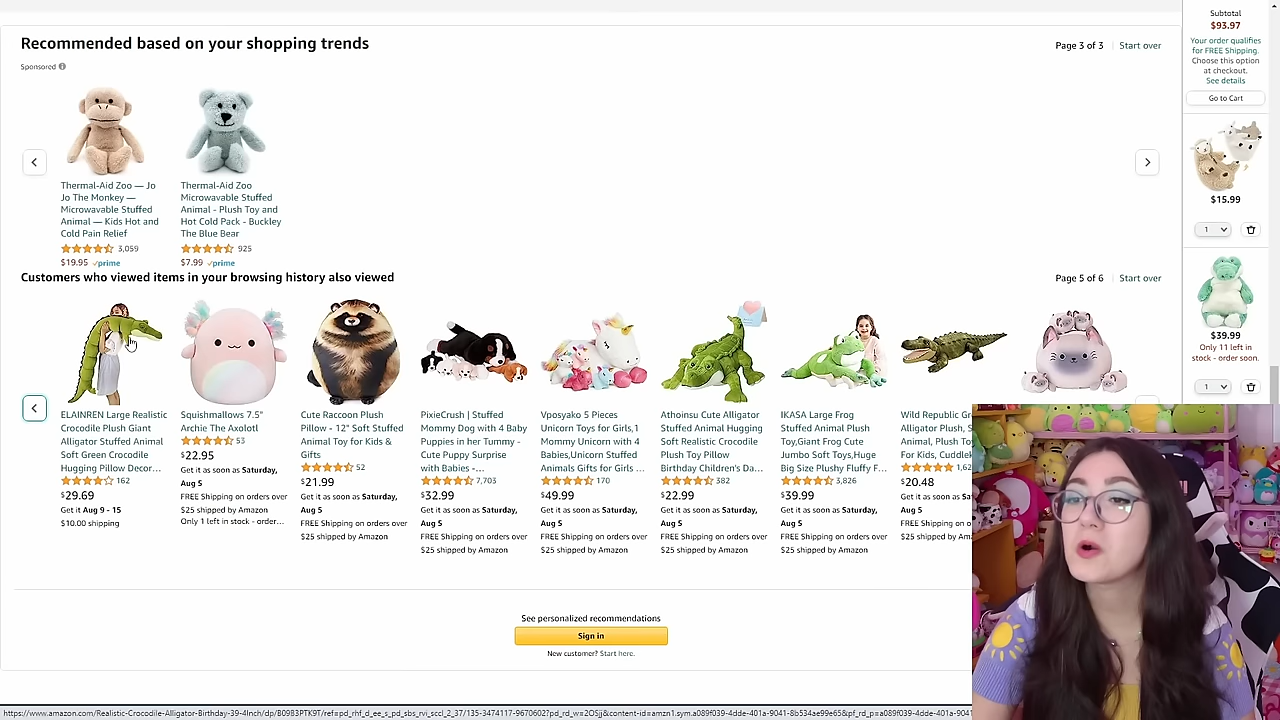 Recommended based on your shopping trends
Page 3 of 3 | Start over
Sponsored
Thermal-Aid Zoo — Jo
Jo The Monkey —
Microwavable Stuffed
Animal — Kids Hot and
Cold Pain Relief
3,059
$19.95 prime
Thermal-Aid Zoo
Microwavable Stuffed
Animal - Plush Toy and
Hot Cold Pack - Buckley
The Blue Bear
925
$7.99 prime
Customers who viewed items in your browsing history also viewed
Page 5 of 6 | Start over
ELAINREN Large Realistic
Crocodile Plush Giant
Alligator Stuffed Animal
Soft Green Crocodile
Hugging Pillow Decor...
162
$29.69
Get it Aug 9 - 15
$10.00 shipping
Squishmallows 7.5"
Archie The Axolotl
53
$22.95
Get it as soon as Saturday,
Aug 5
FREE Shipping on orders over
$25 shipped by Amazon
Only 1 left in stock - order...
Cute Raccoon Plush
Pillow - 12" Soft Stuffed
Animal Toy for Kids &
Gifts
52
$21.99
Get it as soon as Saturday,
Aug 5
FREE Shipping on orders over
$25 shipped by Amazon
PixieCrush | Stuffed
Mommy Dog with 4 Baby
Puppies in her Tummy -
Cute Puppy Surprise
with Babies -...
7,703
$32.99
Get it as soon as Saturday,
Aug 5
FREE Shipping on orders over
$25 shipped by Amazon
Vposyako 5 Pieces
Unicorn Toys for Girls,1
Mommy Unicorn with 4
Babies,Unicorn Stuffed
Animals Gifts for Girls ...
170
$49.99
Get it as soon as Saturday,
Aug 5
FREE Shipping on orders over
$25 shipped by Amazon
Athoinsu Cute Alligator
Stuffed Animal Hugging
Soft Realistic Crocodile
Plush Toy Pillow
Birthday Children's Da...
382
$22.99
Get it as soon as Saturday,
Aug 5
FREE Shipping on orders over
$25 shipped by Amazon
IKASA Large Frog
Stuffed Animal Plush
Toy,Giant Frog Cute
Jumbo Soft Toys,Huge
Big Size Plushy Fluffy F...
3,826
$39.99
Get it as soon as Saturday,
Aug 5
FREE Shipping on orders over
$25 shipped by Amazon
Wild Republic Gr
Alligator Plush, S
Animal, Plush To
For Kids, Cuddlek
1,62
$20.48
Get it as soon as
Aug 5
FREE Shipping o
$25 shipped by A
See personalized recommendations
Sign in
New customer? Start here.
Subtotal
$93.97
Your order qualifies
for FREE Shipping.
Choose this option
at checkout.
See details
Go to Cart
$15.99
1
$39.99
Only 11 left in
stock - order soon.
1